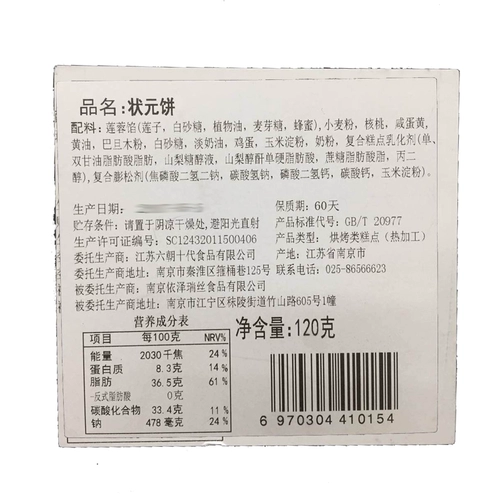 品名:状元饼
配料:莲蓉馅(莲子，白砂糖，植物油，麦芽糖，蜂蜜),小麦粉，核桃，咸蛋黄，
黄油，巴旦木粉，白砂糖，淡奶油，鸡蛋，玉米淀粉，奶粉，复合糕点乳化剂(单、
双甘油脂肪酸脂肪，山梨糖醇液，山梨醇酐单硬脂肪酸，蔗糖脂肪酸脂，丙二
醇),复合膨松剂(焦磷酸二氢二钠，碳酸氢钠，磷酸二氢钙，碳酸钙，玉米淀粉)。
生产日期:
保质期:60天
贮存条件:请置于阴凉干燥处,避阳光直射
产品标准代号:GB/T 20977
生产许可证编号:SC12432011500406
产品类型:烘烤类糕点（热加工）
委托生产商:江苏六朝十代食品有限公司
产地:江苏省南京市
委托生产商地址:南京市秦淮区箍桶巷125号
联系电话:025-86566623
被委托生产商:南京依泽瑞丝食品有限公司
被委托生产商地址:南京市江宁区秣陵街道竹山路605号1幢
营养成分表
项目 每100克 NRV%
能量 2030千焦 24%
蛋白质 8.3克 14%
脂肪 36.5克 61%
-反式脂肪酸 0克
碳酸化合物 33.4克 11%
钠 478毫克 24%
净含量:120克
6 970304 410154